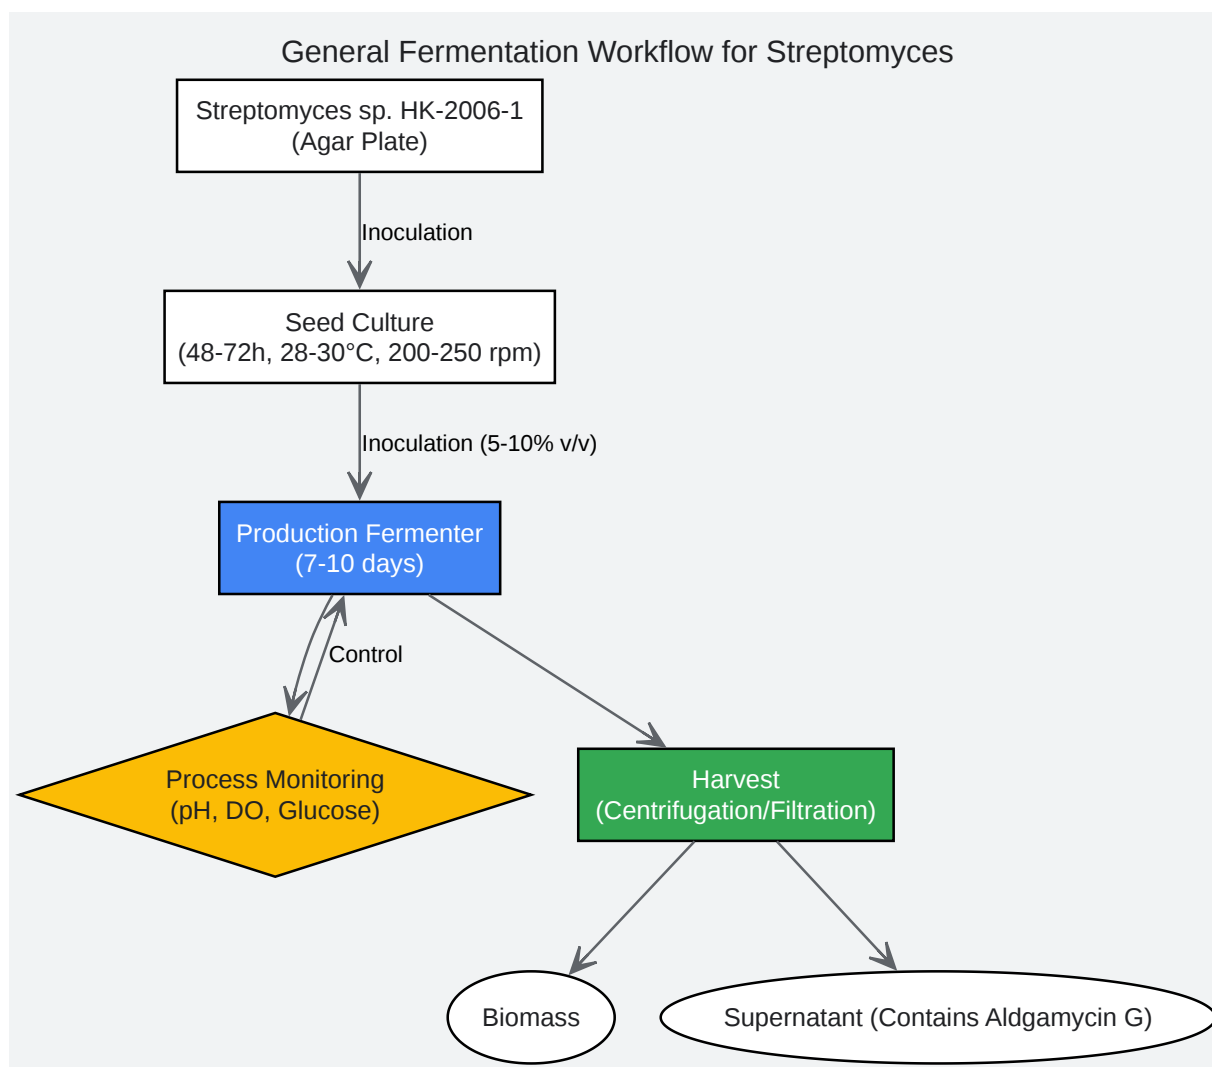 General Fermentation Workflow for Streptomyces
Streptomyces sp. HK-2006-1
(Agar Plate)
Inoculation
Seed Culture
(48-72h, 28-30°C, 200-250 rpm)
Inoculation (5-10% v/v)
Production Fermenter
(7-10 days)
Control
Process Monitoring
(pH, DO, Glucose)
Harvest
(Centrifugation/Filtration)
Biomass
Supernatant (Contains Aldgamycin G)